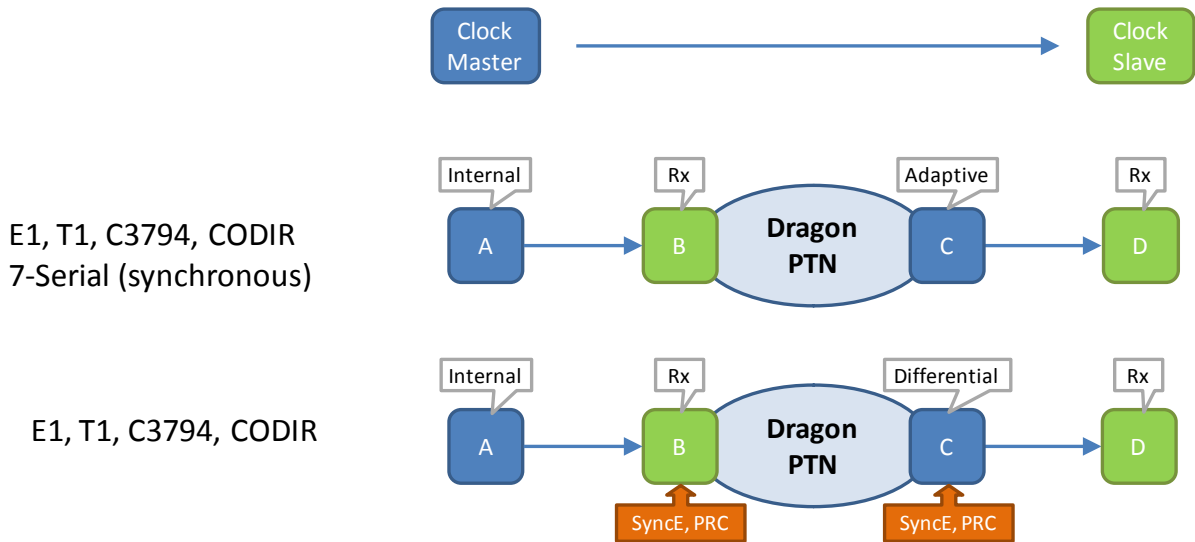 Clock
Master
Clock
Slave
Internal
Rx
Adaptive
Rx
E1, T1, C3794, CODIR
7-Serial (synchronous)
A
B
Dragon
PTN
C
D
Internal
Rx
Differential
Rx
E1, T1, C3794, CODIR
A
B
Dragon
PTN
C
D
SyncE, PRC
SyncE, PRC